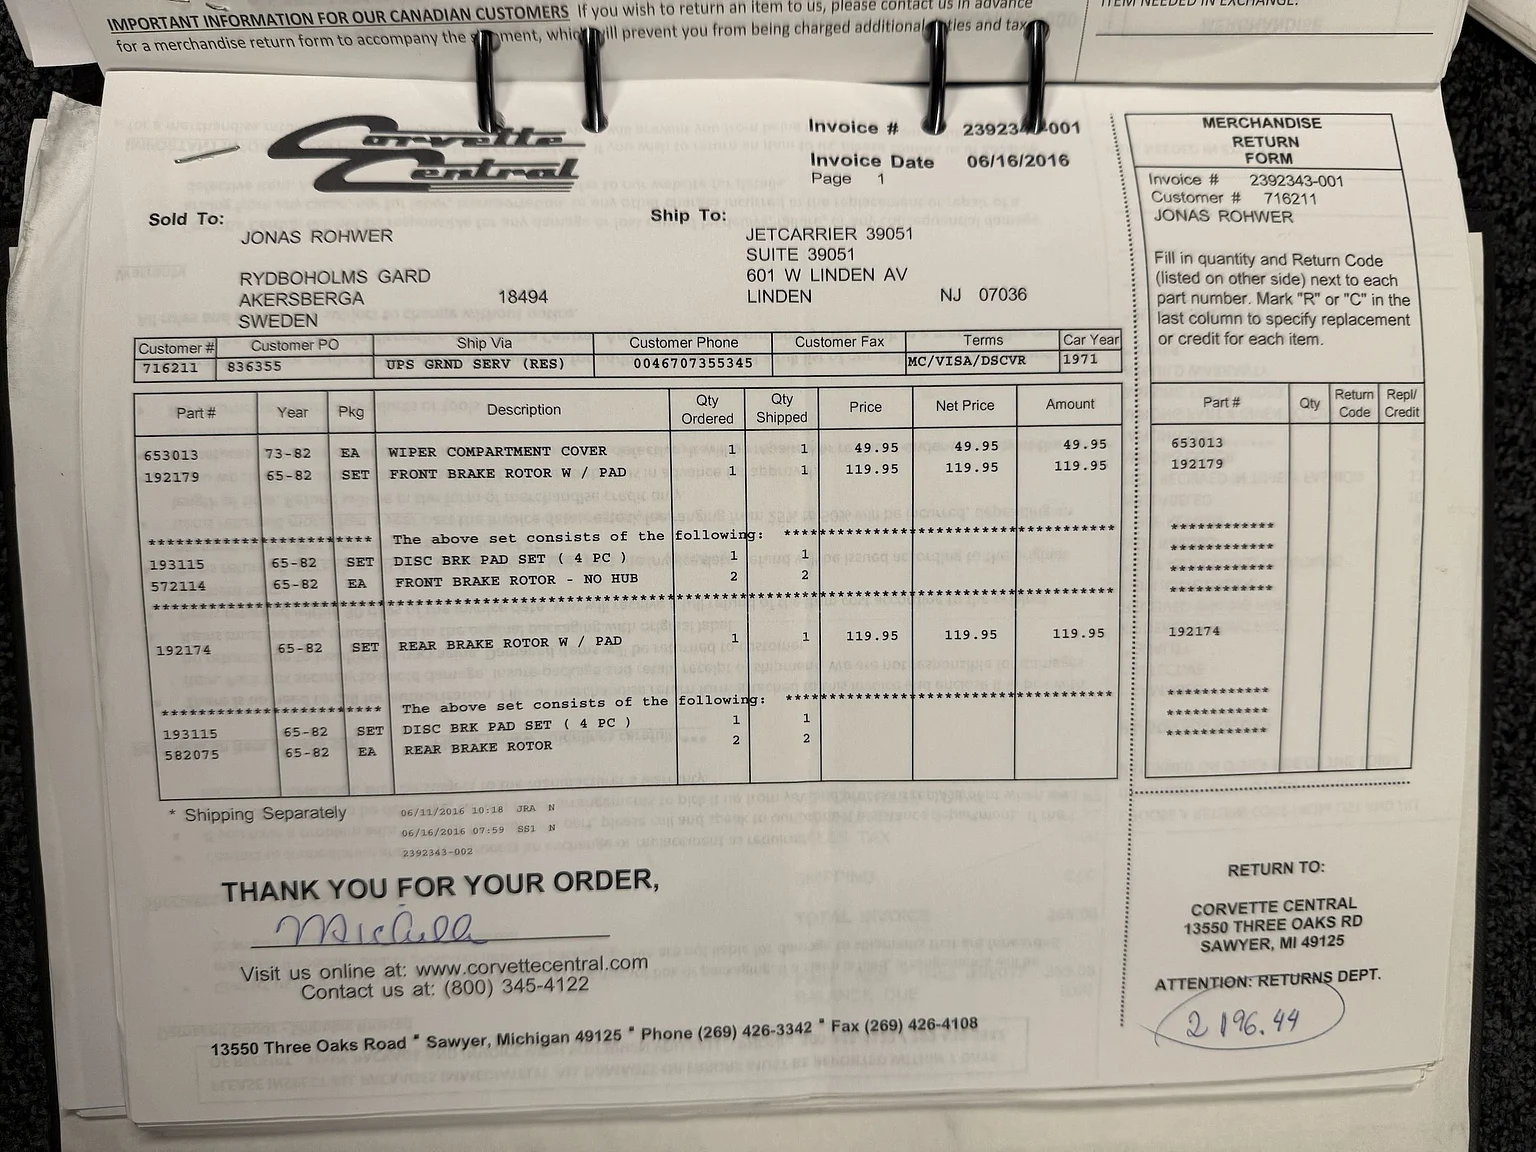 IMPORTANT INFORMATION FOR OUR CANADIAN CUSTOMERS If you wish to return an item to us, please contact us in advance
for a merchandise return form to accompany the shipment, which will prevent you from being charged additional duties and tax
ITEM NEEDED IN EXCHANGE:
Corvette
Central
Invoice # 2392343-001
Invoice Date 06/16/2016
Page 1
Sold To:
JONAS ROHWER
RYDBOHOLMS GARD
AKERSBERGA 18494
SWEDEN
Ship To:
JETCARRIER 39051
SUITE 39051
601 W LINDEN AV
LINDEN NJ 07036
Customer # Customer PO Ship Via Customer Phone Customer Fax Terms Car Year
716211 836355 UPS GRND SERV (RES) 0046707355345 MC/VISA/DSCVR 1971
Part # Year Pkg Description Qty Ordered Qty Shipped Price Net Price Amount
653013 73-82 EA WIPER COMPARTMENT COVER 1 1 49.95 49.95 49.95
192179 65-82 SET FRONT BRAKE ROTOR W / PAD 1 1 119.95 119.95 119.95
*********************** The above set consists of the following: **********************************
193115 65-82 SET DISC BRK PAD SET ( 4 PC ) 1 1
572114 65-82 EA FRONT BRAKE ROTOR - NO HUB 2 2
****************************************************************************************************
192174 65-82 SET REAR BRAKE ROTOR W / PAD 1 1 119.95 119.95 119.95
*********************** The above set consists of the following: **********************************
193115 65-82 SET DISC BRK PAD SET ( 4 PC ) 1 1
582075 65-82 EA REAR BRAKE ROTOR 2 2
* Shipping Separately
06/11/2016 10:18 JRA N
06/16/2016 07:59 SS1 N
2392343-002
THANK YOU FOR YOUR ORDER,
Michelle
Visit us online at: www.corvettecentral.com
Contact us at: (800) 345-4122
13550 Three Oaks Road * Sawyer, Michigan 49125 * Phone (269) 426-3342 * Fax (269) 426-4108
MERCHANDISE
RETURN
FORM
Invoice # 2392343-001
Customer # 716211
JONAS ROHWER
Fill in quantity and Return Code
(listed on other side) next to each
part number. Mark "R" or "C" in the
last column to specify replacement
or credit for each item.
Part # Qty Return Code Repl/ Credit
653013
192179
************
************
************
************
192174
************
************
************
RETURN TO:
CORVETTE CENTRAL
13550 THREE OAKS RD
SAWYER, MI 49125
ATTENTION: RETURNS DEPT.
2196.44